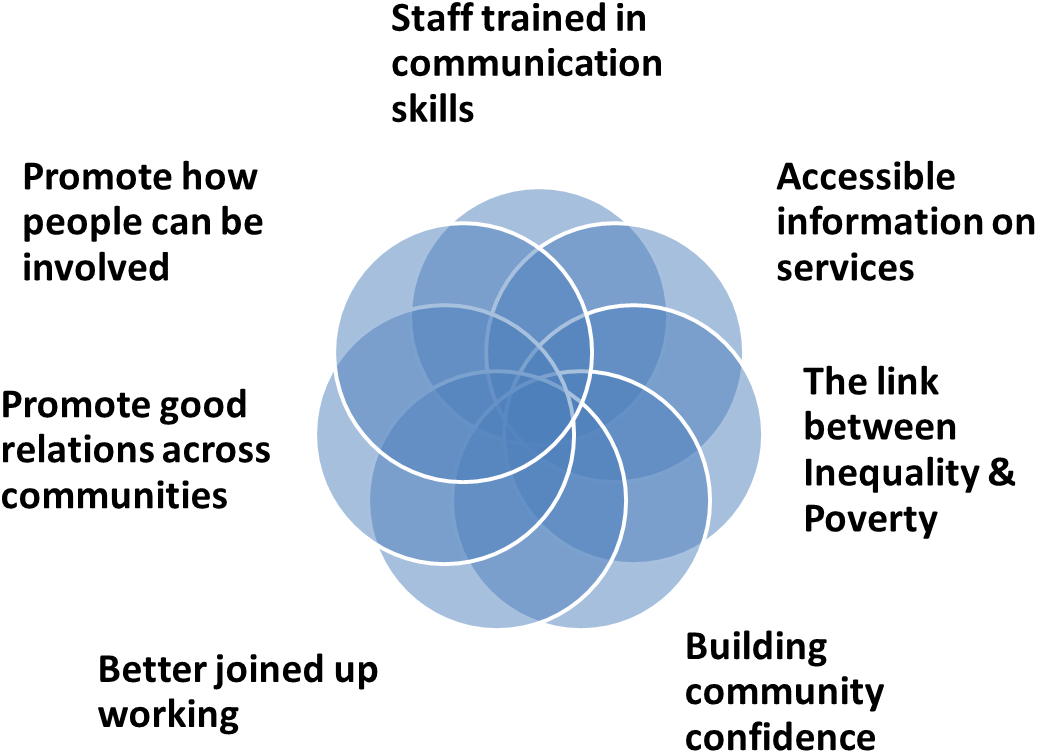 Staff trained in
communication
skills
Accessible
information on
services
The link
between
Inequality &
Poverty
Building
community
confidence
Better joined up
working
Promote good
relations across
communities
Promote how
people can be
involved